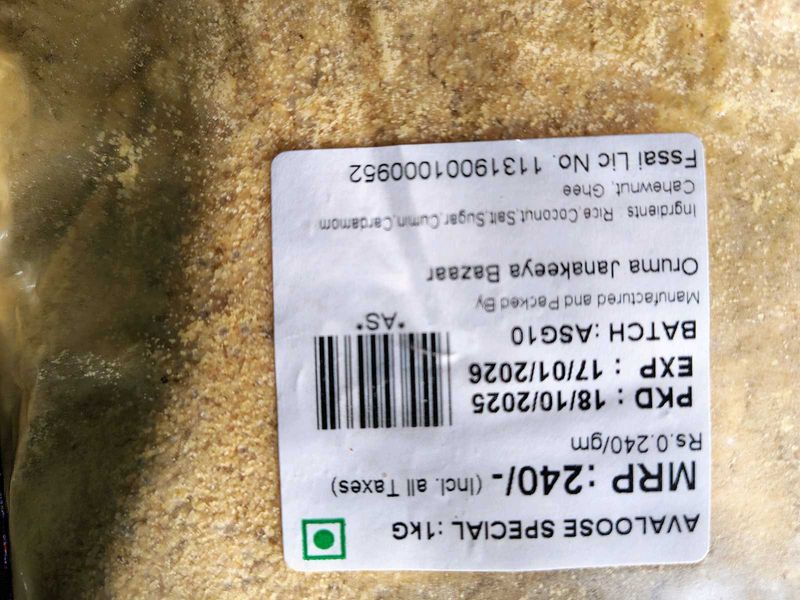 AVALOOSE SPECIAL : 1KG
MRP : 240/- (Incl. all Taxes)
Rs.0.240/gm
PKD : 18/10/2025
EXP : 17/01/2026
BATCH : ASG10
*AS*
Manufactured and Packed By
Oruma Janakeeya Bazaar
Ingrdients Rice,Coconut,Salt,Sugar,Cumin,Cardamom
Cahewnut, Ghee
Fssai Lic No. 11319001000952